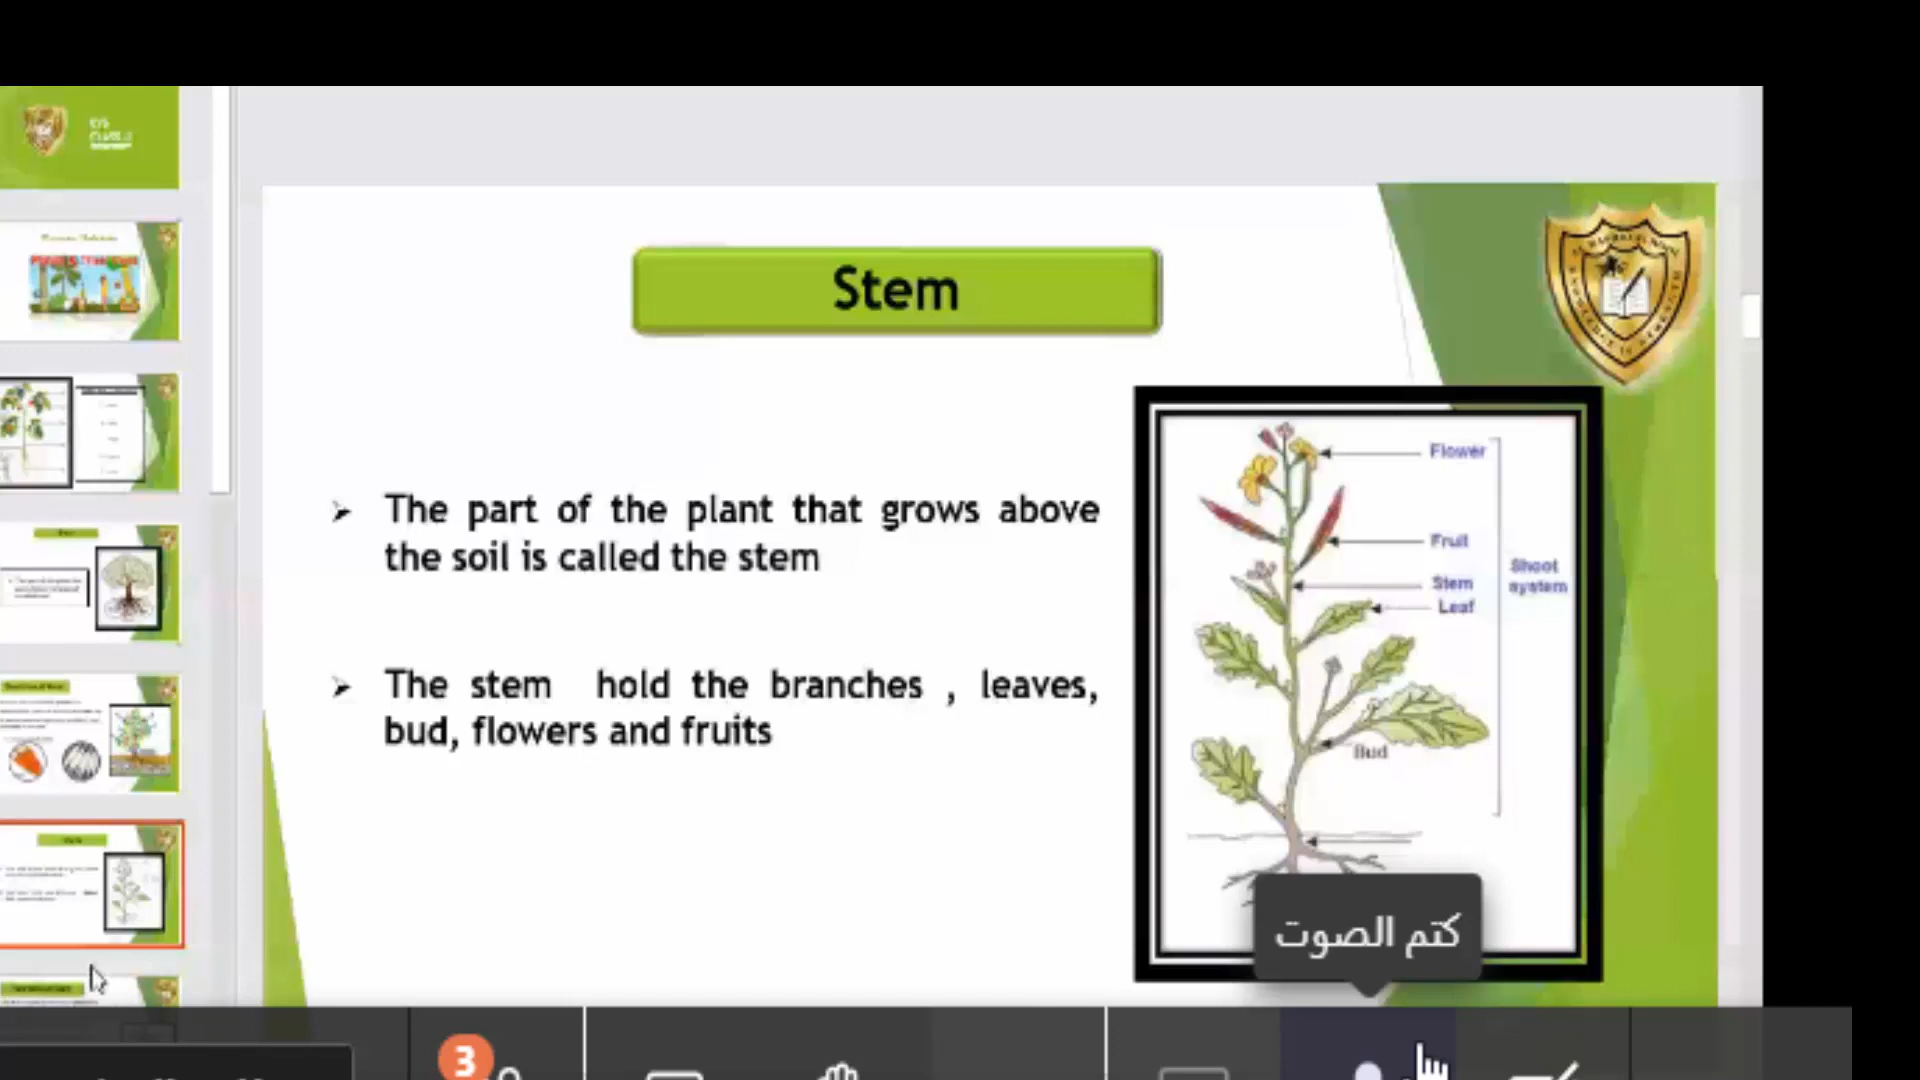 Stem
The part of the plant that grows above
the soil is called the stem
The stem hold the branches , leaves,
bud, flowers and fruits
Flower
Fruit
Stem
Leaf
Shoot
system
Bud
كتم الصوت
3